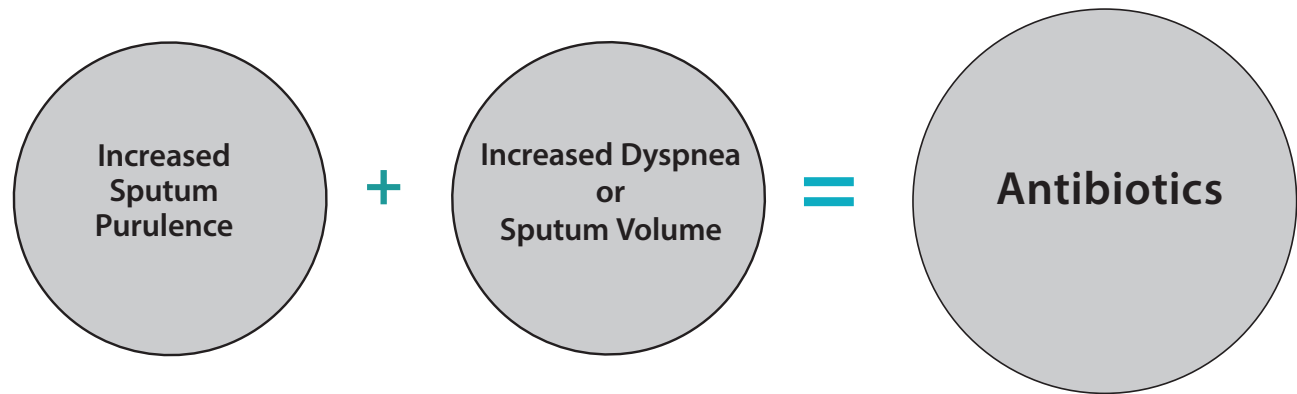 Increased
Sputum
Purulence
+
Increased Dyspnea
or
Sputum Volume
=
Antibiotics